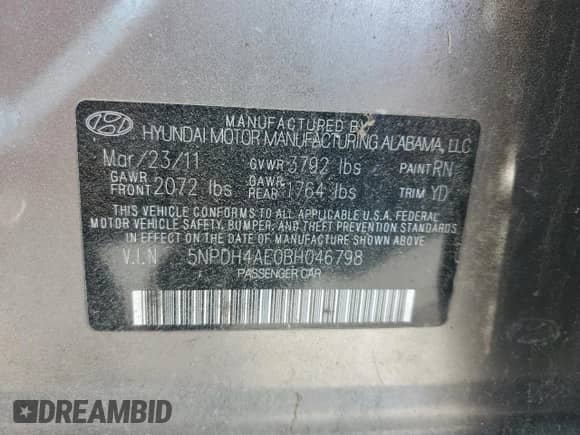 MANUFACTURED BY
HYUNDAI MOTOR MANUFACTURING ALABAMA, LLC
Mar/23/11 GVWR 3792 lbs PAINT RN
GAWR FRONT 2072 lbs GAWR REAR 1764 lbs TRIM YD
THIS VEHICLE CONFORMS TO ALL APPLICABLE U.S.A. FEDERAL
MOTOR VEHICLE SAFETY, BUMPER, AND THEFT PREVENTION STANDARDS
IN EFFECT ON THE DATE OF MANUFACTURE SHOWN ABOVE.
V.I.N 5NPDH4AE0BH046798
PASSENGER CAR
DREAMBID